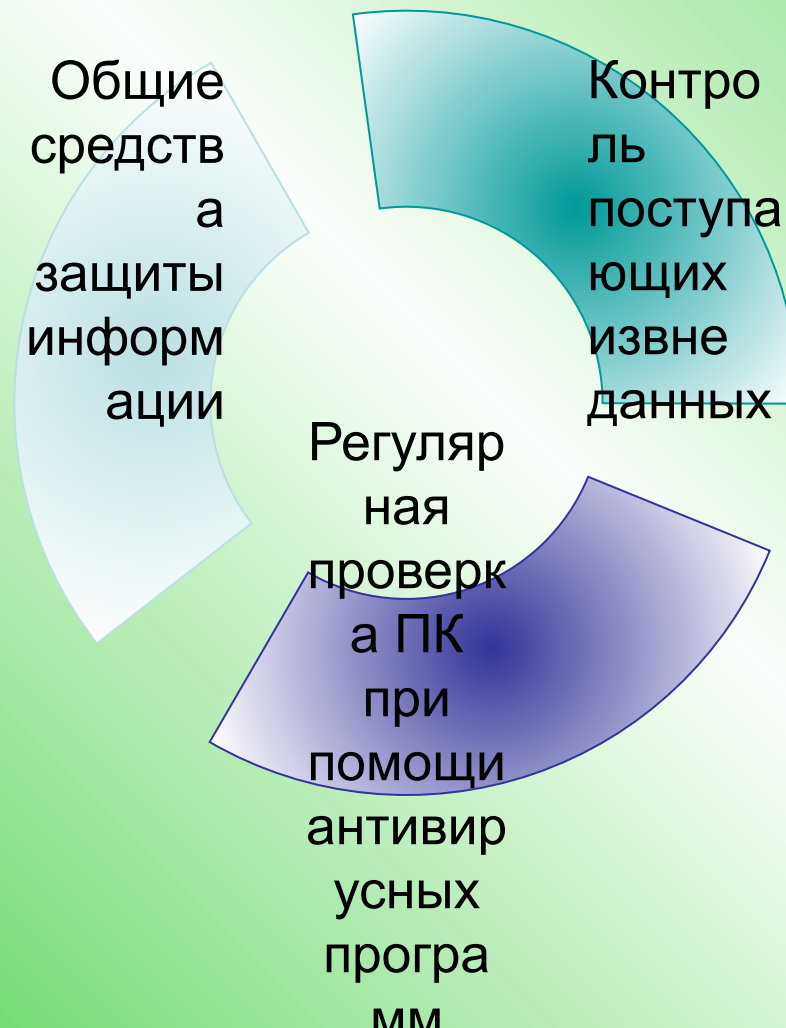 Общие
средств
а
защиты
информ
ации
Контро
ль
поступа
ющих
извне
данных
Регуляр
ная
проверк
а ПК
при
помощи
антивир
усных
програ
мм